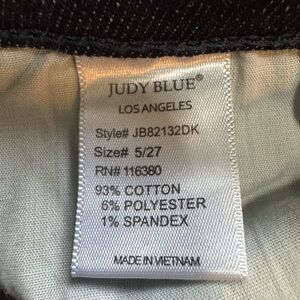 JUDY BLUE®
LOS ANGELES
Style# JB82132DK
Size# 5/27
RN# 116380
93% COTTON
6% POLYESTER
1% SPANDEX
MADE IN VIETNAM